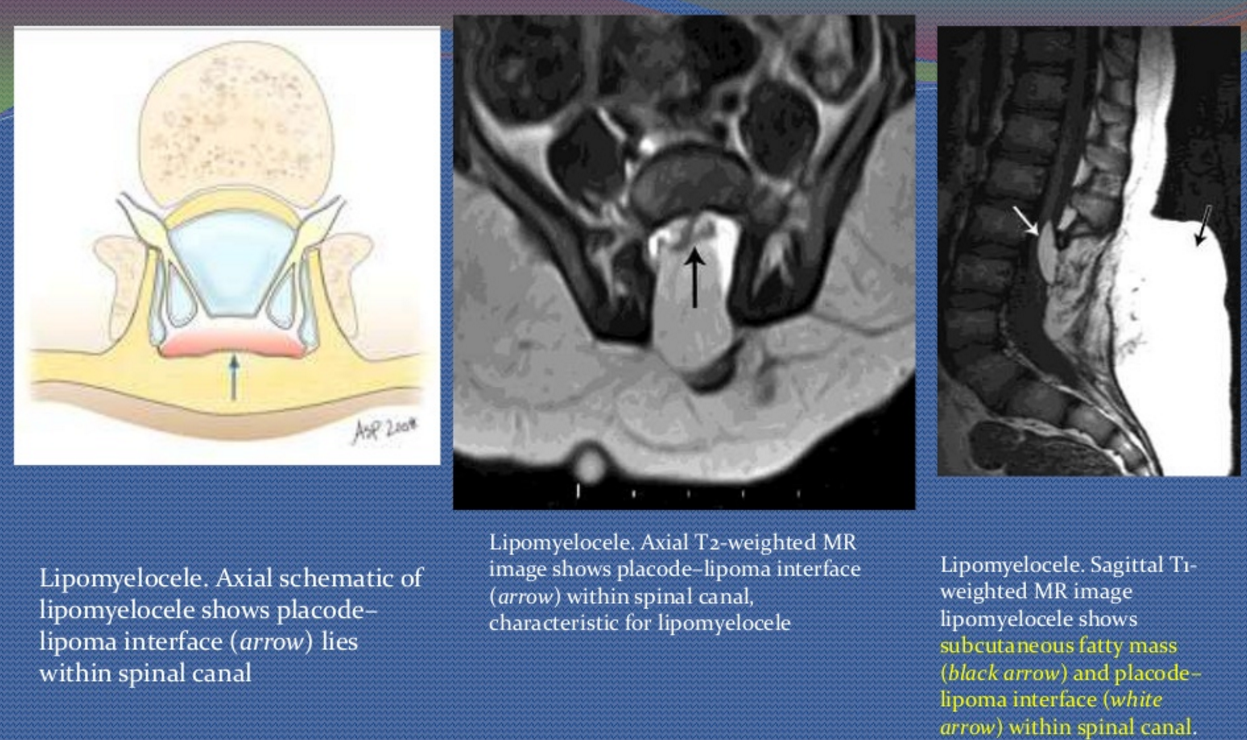 ASP 2008
Lipomyelocele. Axial schematic of
lipomyelocele shows placode–
lipoma interface (arrow) lies
within spinal canal
Lipomyelocele. Axial T2-weighted MR
image shows placode–lipoma interface
(arrow) within spinal canal,
characteristic for lipomyelocele
Lipomyelocele. Sagittal T1-
weighted MR image
lipomyelocele shows
subcutaneous fatty mass
(black arrow) and placode–
lipoma interface (white
arrow) within spinal canal.